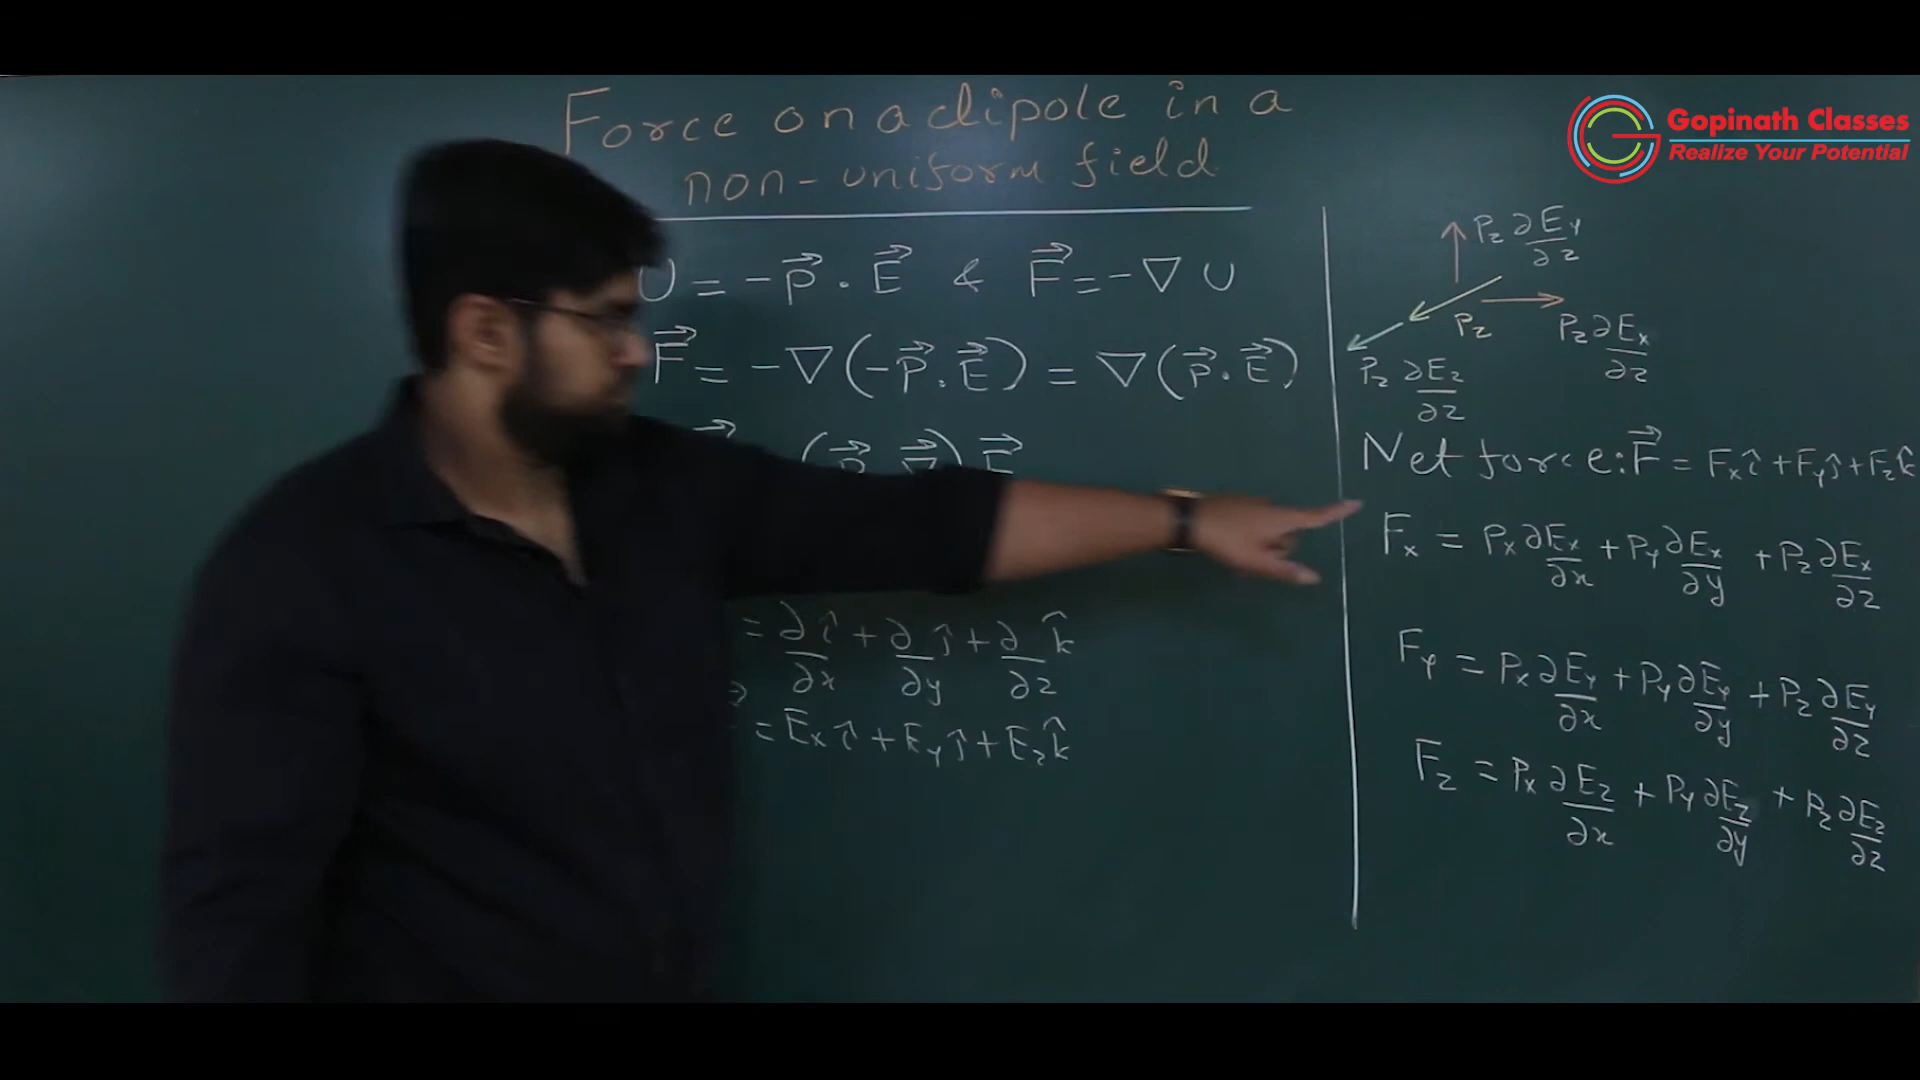 Force on a dipole in a
non-uniform field
U = -P⃗ . E⃗ & F⃗ = -∇U
F⃗ = -∇(-P⃗.E⃗) = ∇(P⃗.E⃗)
= ∂/∂x î + ∂/∂y ĵ + ∂/∂z k̂
= Ex î + Ey ĵ + Ez k̂
Gopinath Classes
Realize Your Potential
Pz ∂Ey/∂z
Pz
Pz ∂Ex/∂z
Pz ∂Ez/∂z
Net force: F⃗ = Fx î + Fy ĵ + Fz k̂
Fx = Px ∂Ex/∂x + Py ∂Ex/∂y + Pz ∂Ex/∂z
Fy = Px ∂Ey/∂x + Py ∂Ey/∂y + Pz ∂Ey/∂z
Fz = Px ∂Ez/∂x + Py ∂Ez/∂y + Pz ∂Ez/∂z